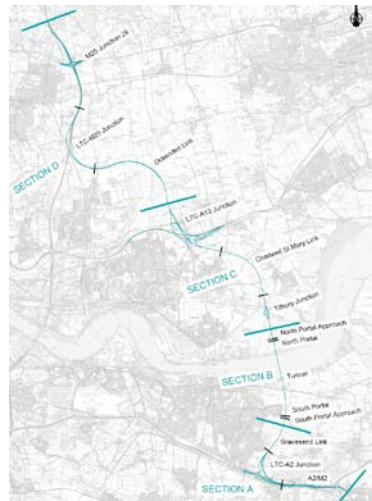 M25 Junction 29
LTC-M25 Junction
Ockendon Link
SECTION D
LTC-A13 Junction
Chadwell St Mary Link
SECTION C
Tilbury Junction
North Portal Approach
North Portal
SECTION B
Tunnel
South Portal
South Portal Approach
Gravesend Link
LTC-A2 Junction
A2/M2
SECTION A